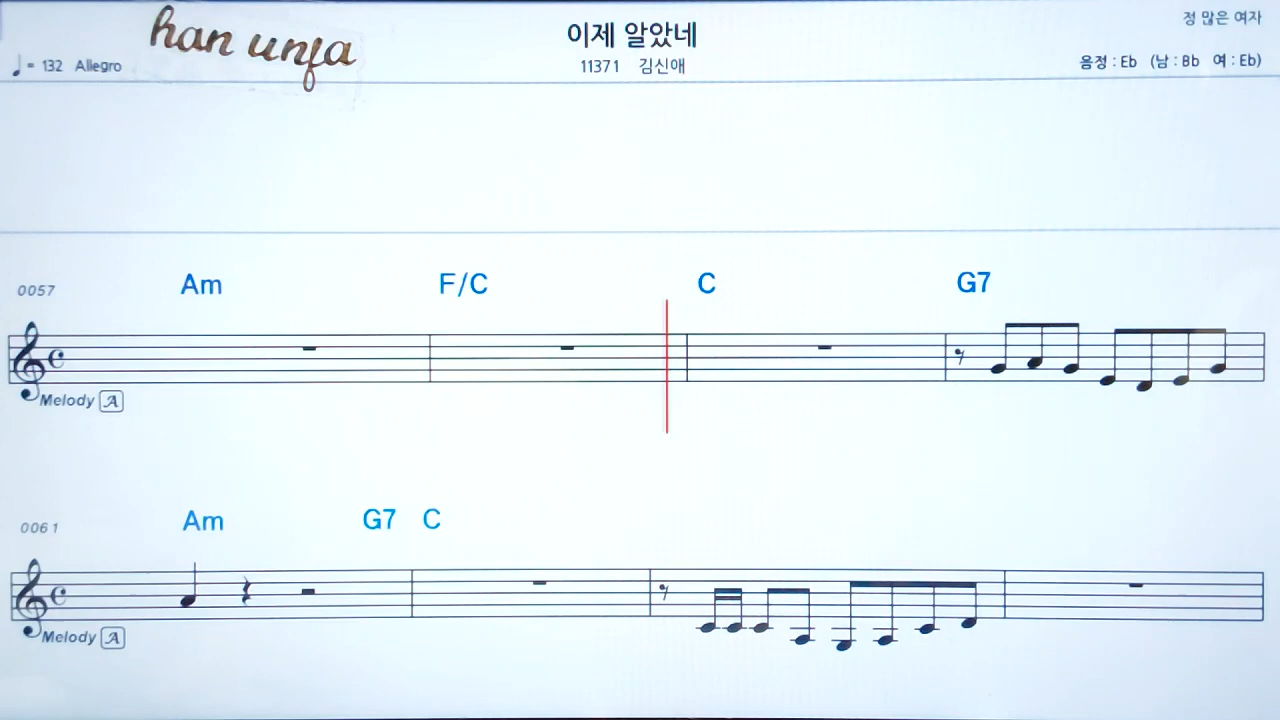 han unfa
이제 알았네
정 많은 여자
♩= 132 Allegro
11371 김신애
음정 : Eb (남 : Bb 여 : Eb)
Am F/C C G7
0057
Melody A
Am G7 C
0061
Melody A